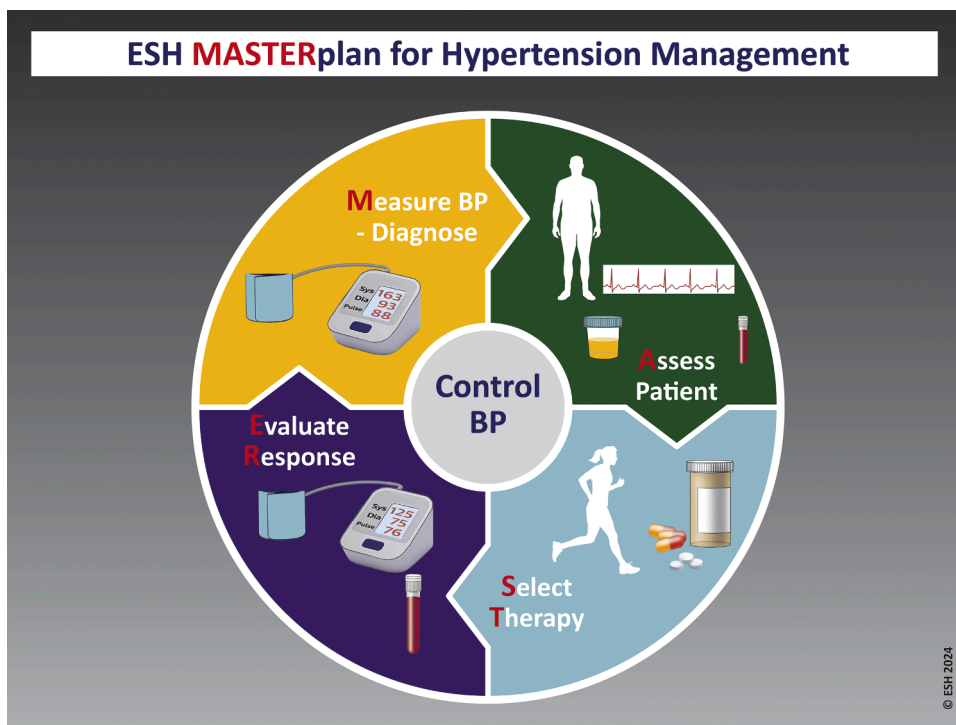 ESH MASTERplan for Hypertension Management
Measure BP
- Diagnose
Sys 163
Dia 93
Pulse 88
Assess
Patient
Control
BP
Evaluate
Response
Sys 125
Dia 75
Pulse 76
Select
Therapy
© ESH 2024